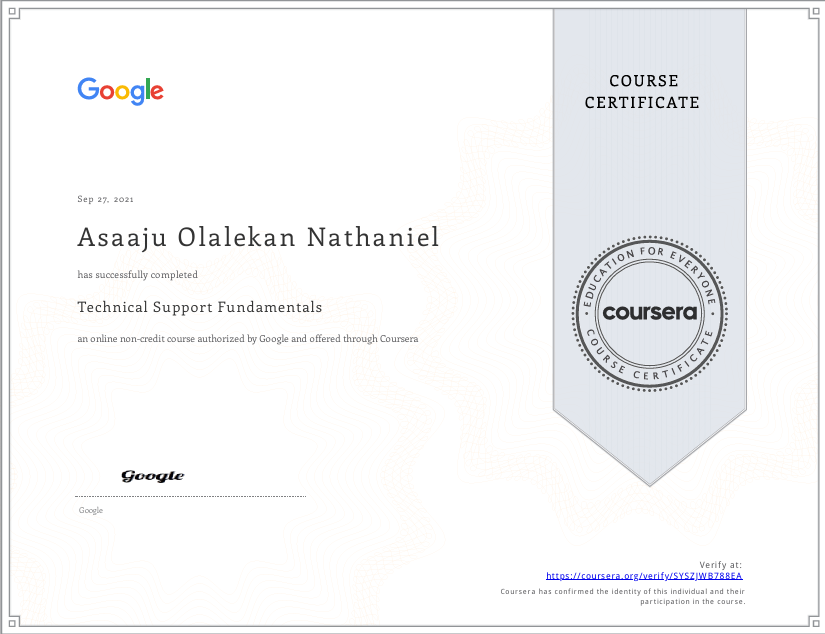 Google
COURSE
CERTIFICATE
Sep 27, 2021
Asaaju Olalekan Nathaniel
has successfully completed
Technical Support Fundamentals
an online non-credit course authorized by Google and offered through Coursera
EDUCATION FOR EVERYONE
coursera
COURSE CERTIFICATE
Google
Google
Verify at:
https://coursera.org/verify/SYSZJWB788EA
Coursera has confirmed the identity of this individual and their
participation in the course.